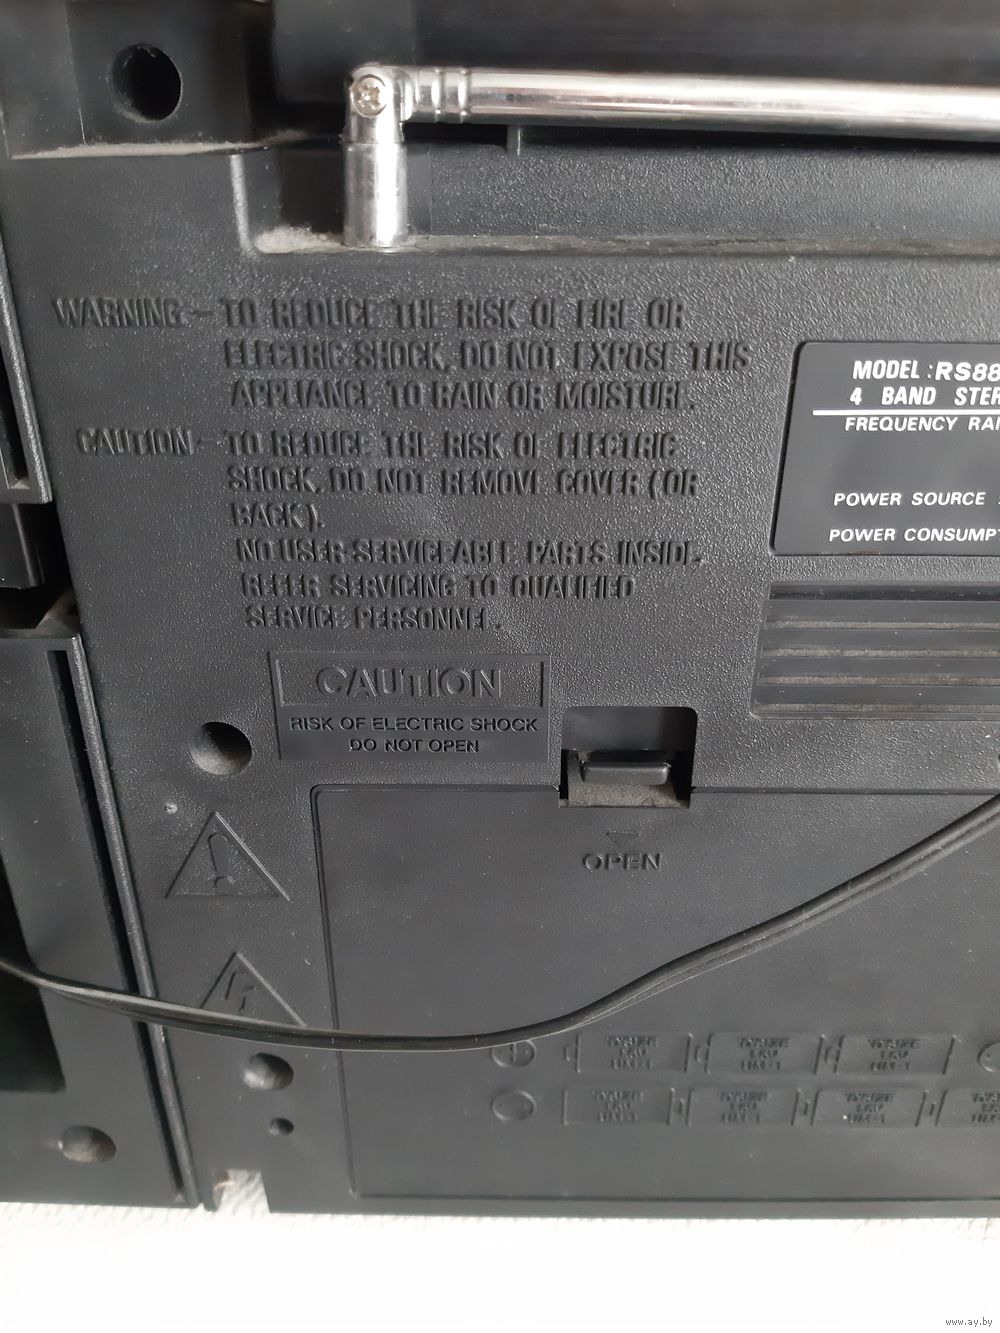 WARNING:- TO REDUCE THE RISK OF FIRE OR
ELECTRIC SHOCK, DO NOT EXPOSE THIS
APPLIANCE TO RAIN OR MOISTURE.
CAUTION:- TO REDUCE THE RISK OF ELECTRIC
SHOCK, DO NOT REMOVE COVER (OR
BACK).
NO USER-SERVICEABLE PARTS INSIDE.
REFER SERVICING TO QUALIFIED
SERVICE PERSONNEL.
MODEL : RS88
4 BAND STER
FREQUENCY RAN
POWER SOURCE :
POWER CONSUMPT
CAUTION
RISK OF ELECTRIC SHOCK
DO NOT OPEN
OPEN
www.ay.by